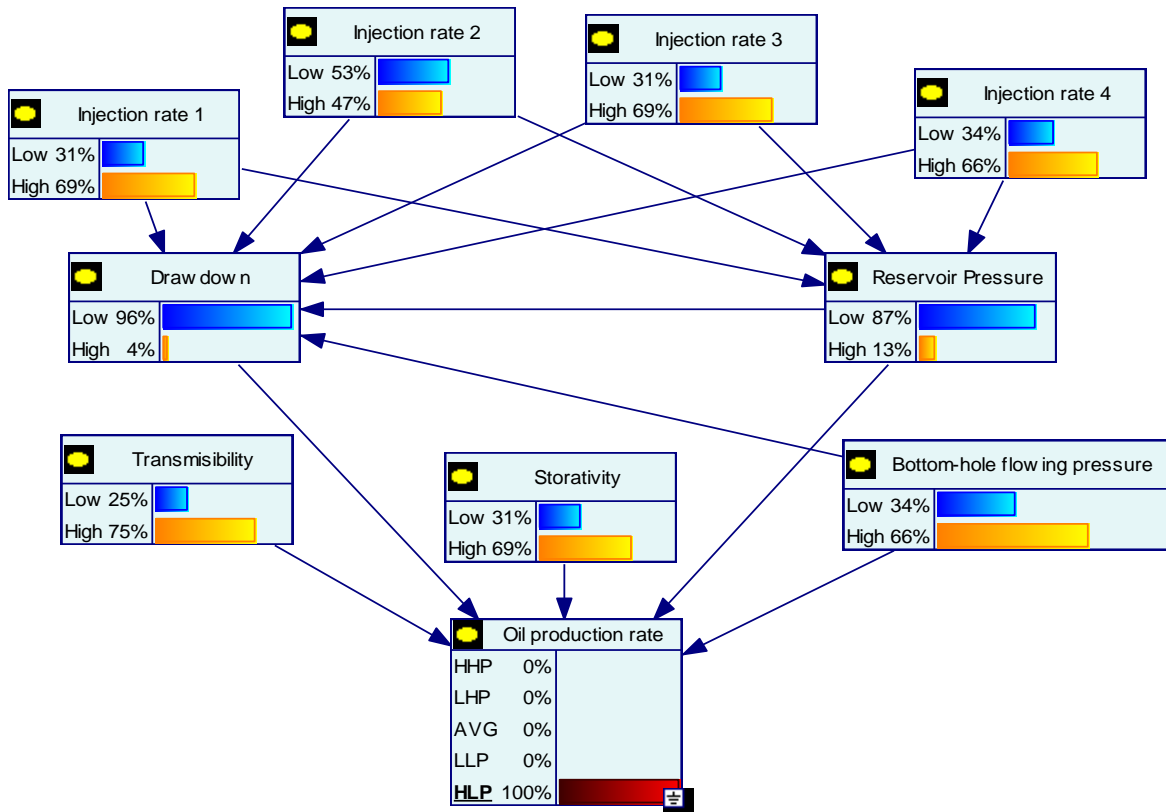 Injection rate 2
Low 53%
High 47%
Injection rate 3
Low 31%
High 69%
Injection rate 1
Low 31%
High 69%
Injection rate 4
Low 34%
High 66%
Draw down
Low 96%
High 4%
Reservoir Pressure
Low 87%
High 13%
Transmisibility
Low 25%
High 75%
Storativity
Low 31%
High 69%
Bottom-hole flowing pressure
Low 34%
High 66%
Oil production rate
HHP 0%
LHP 0%
AVG 0%
LLP 0%
HLP 100%